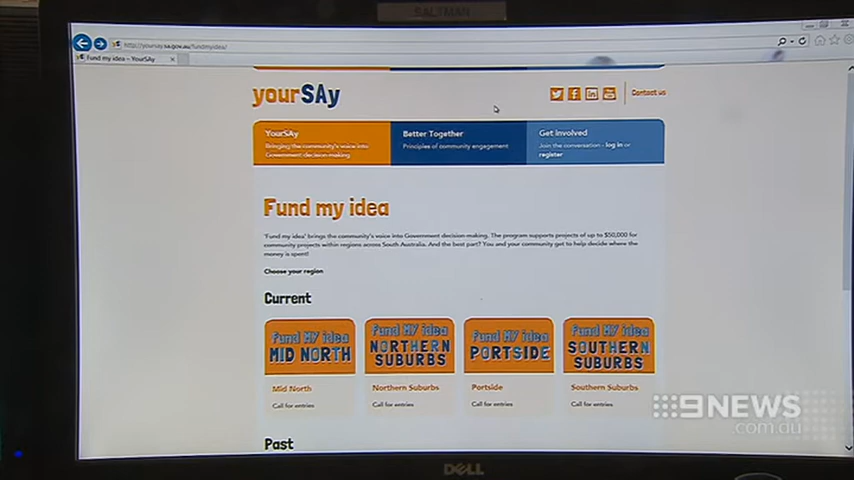 SALTMAN
http://yoursay.sa.gov.au/fundmyidea/
Fund my idea – YourSAy
yourSAy
Contact us
YourSAy
Bringing the community's voice into
Government decision-making
Better Together
Principles of community engagement
Get involved
Join the conversation - log in or
register
Fund my idea
'Fund my idea' brings the community's voice into Government decision-making. The program supports projects of up to $50,000 for
community projects within regions across South Australia. And the best part? You and your community get to help decide where the
money is spent!
Choose your region
Current
Fund MY idea
MID NORTH
Fund MY idea
NORTHERN
SUBURBS
Fund MY idea
PORTSIDE
Fund MY idea
SOUTHERN
SUBURBS
Mid North
Northern Suburbs
Portside
Southern Suburbs
Call for entries
Call for entries
Call for entries
Call for entries
Past
9NEWS
.com.au
DELL